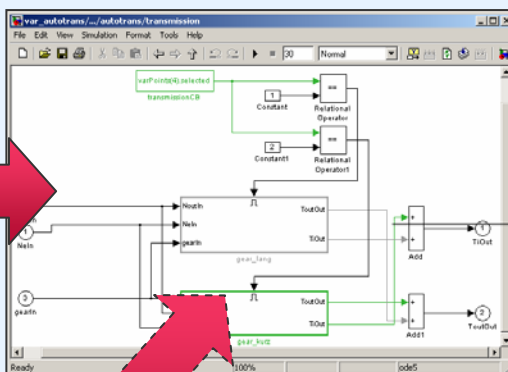 var_autotrans/.../autotrans/transmission
File Edit View Simulation Format Tools Help
30 Normal
varPoints(4).selected
transmissionCB
1
Constant
==
Relational
Operator
2
Constant1
==
Relational
Operator1
NoutIn
NeIn
gearIn
ToutOut
TiOut
gear_lang
1
NeIn
3
gearIn
ToutOut
TiOut
gear_kutz
+
+
Add
1
TiOut
+
+
Add1
2
ToutOut
Ready 100% ode5